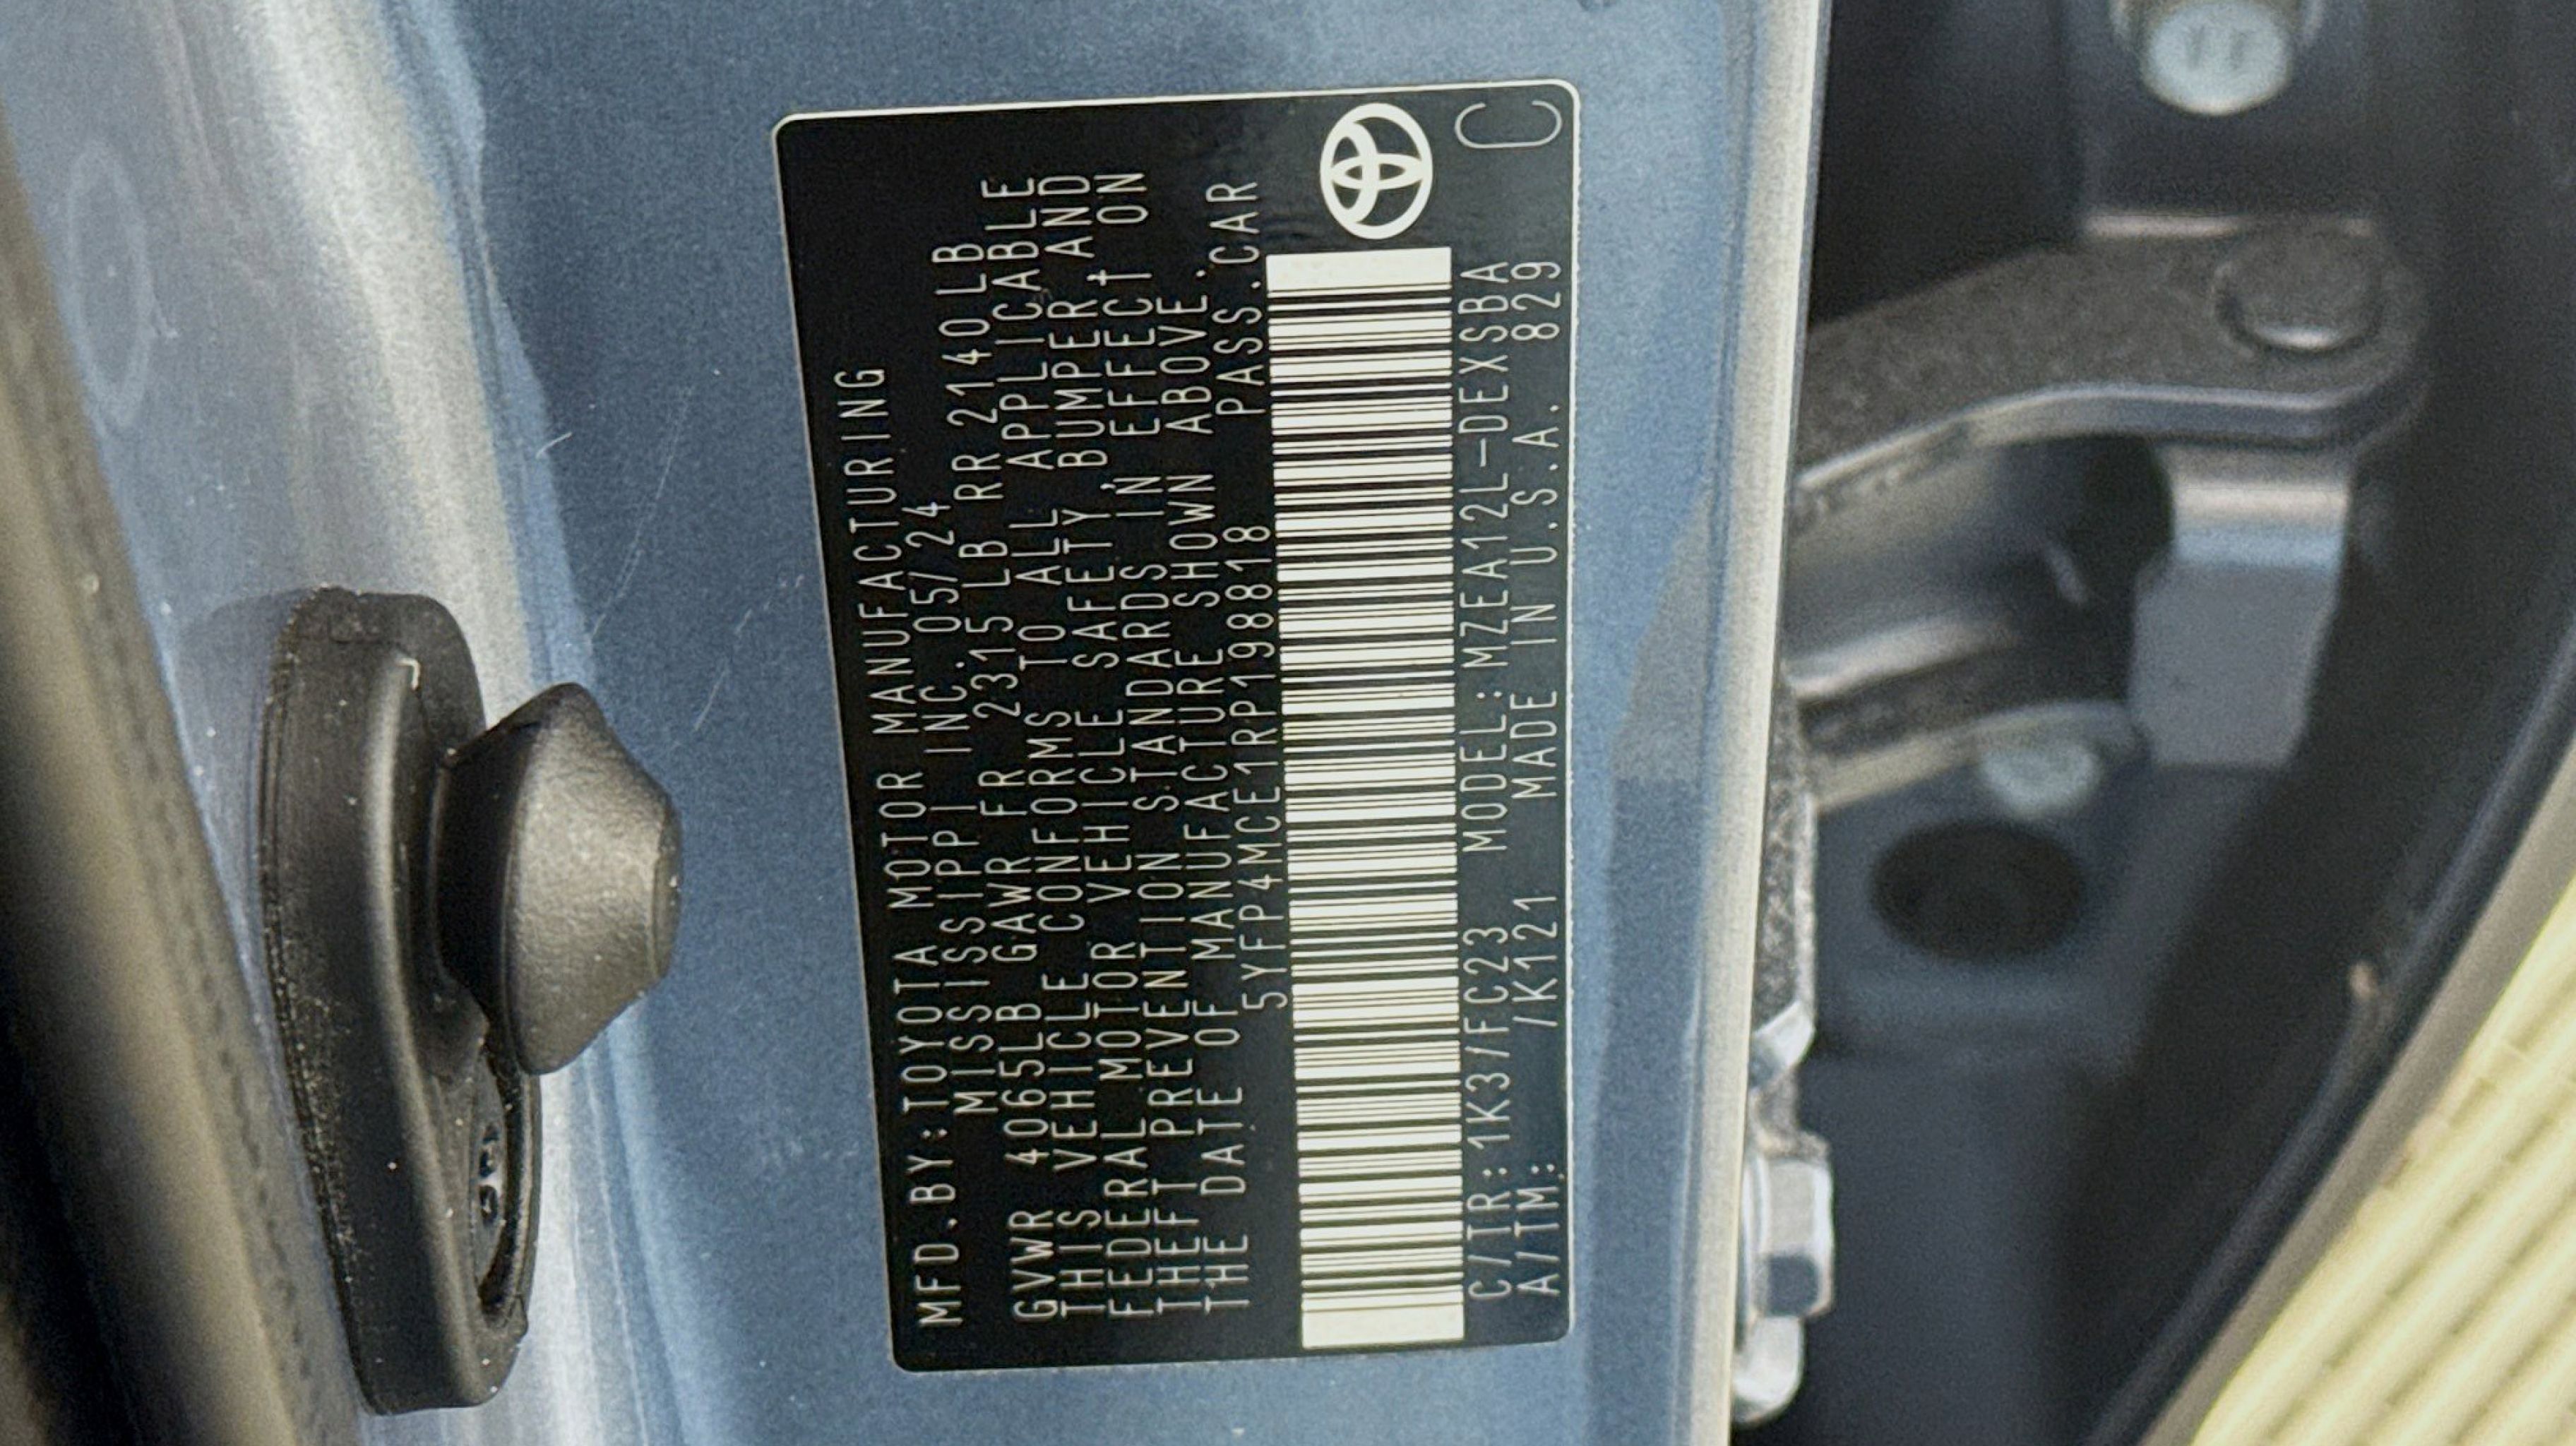 MFD.BY:TOYOTA MOTOR MANUFACTURING
MISSISSIPPI INC. 05/24
GVWR 4065LB GAWR FR 2315LB RR 2140LB
THIS VEHICLE CONFORMS TO ALL APPLICABLE
FEDERAL MOTOR VEHICLE SAFETY, BUMPER AND
THEFT PREVENTION STANDARDS IN EFFECT ON
THE DATE OF MANUFACTURE SHOWN ABOVE.
5YFP4MCE1RP198818 PASS.CAR
C/TR:1K3/FC23 MODEL:MZEA12L-DEXSBA
A/TM: /K121 MADE IN U.S.A. 829
C